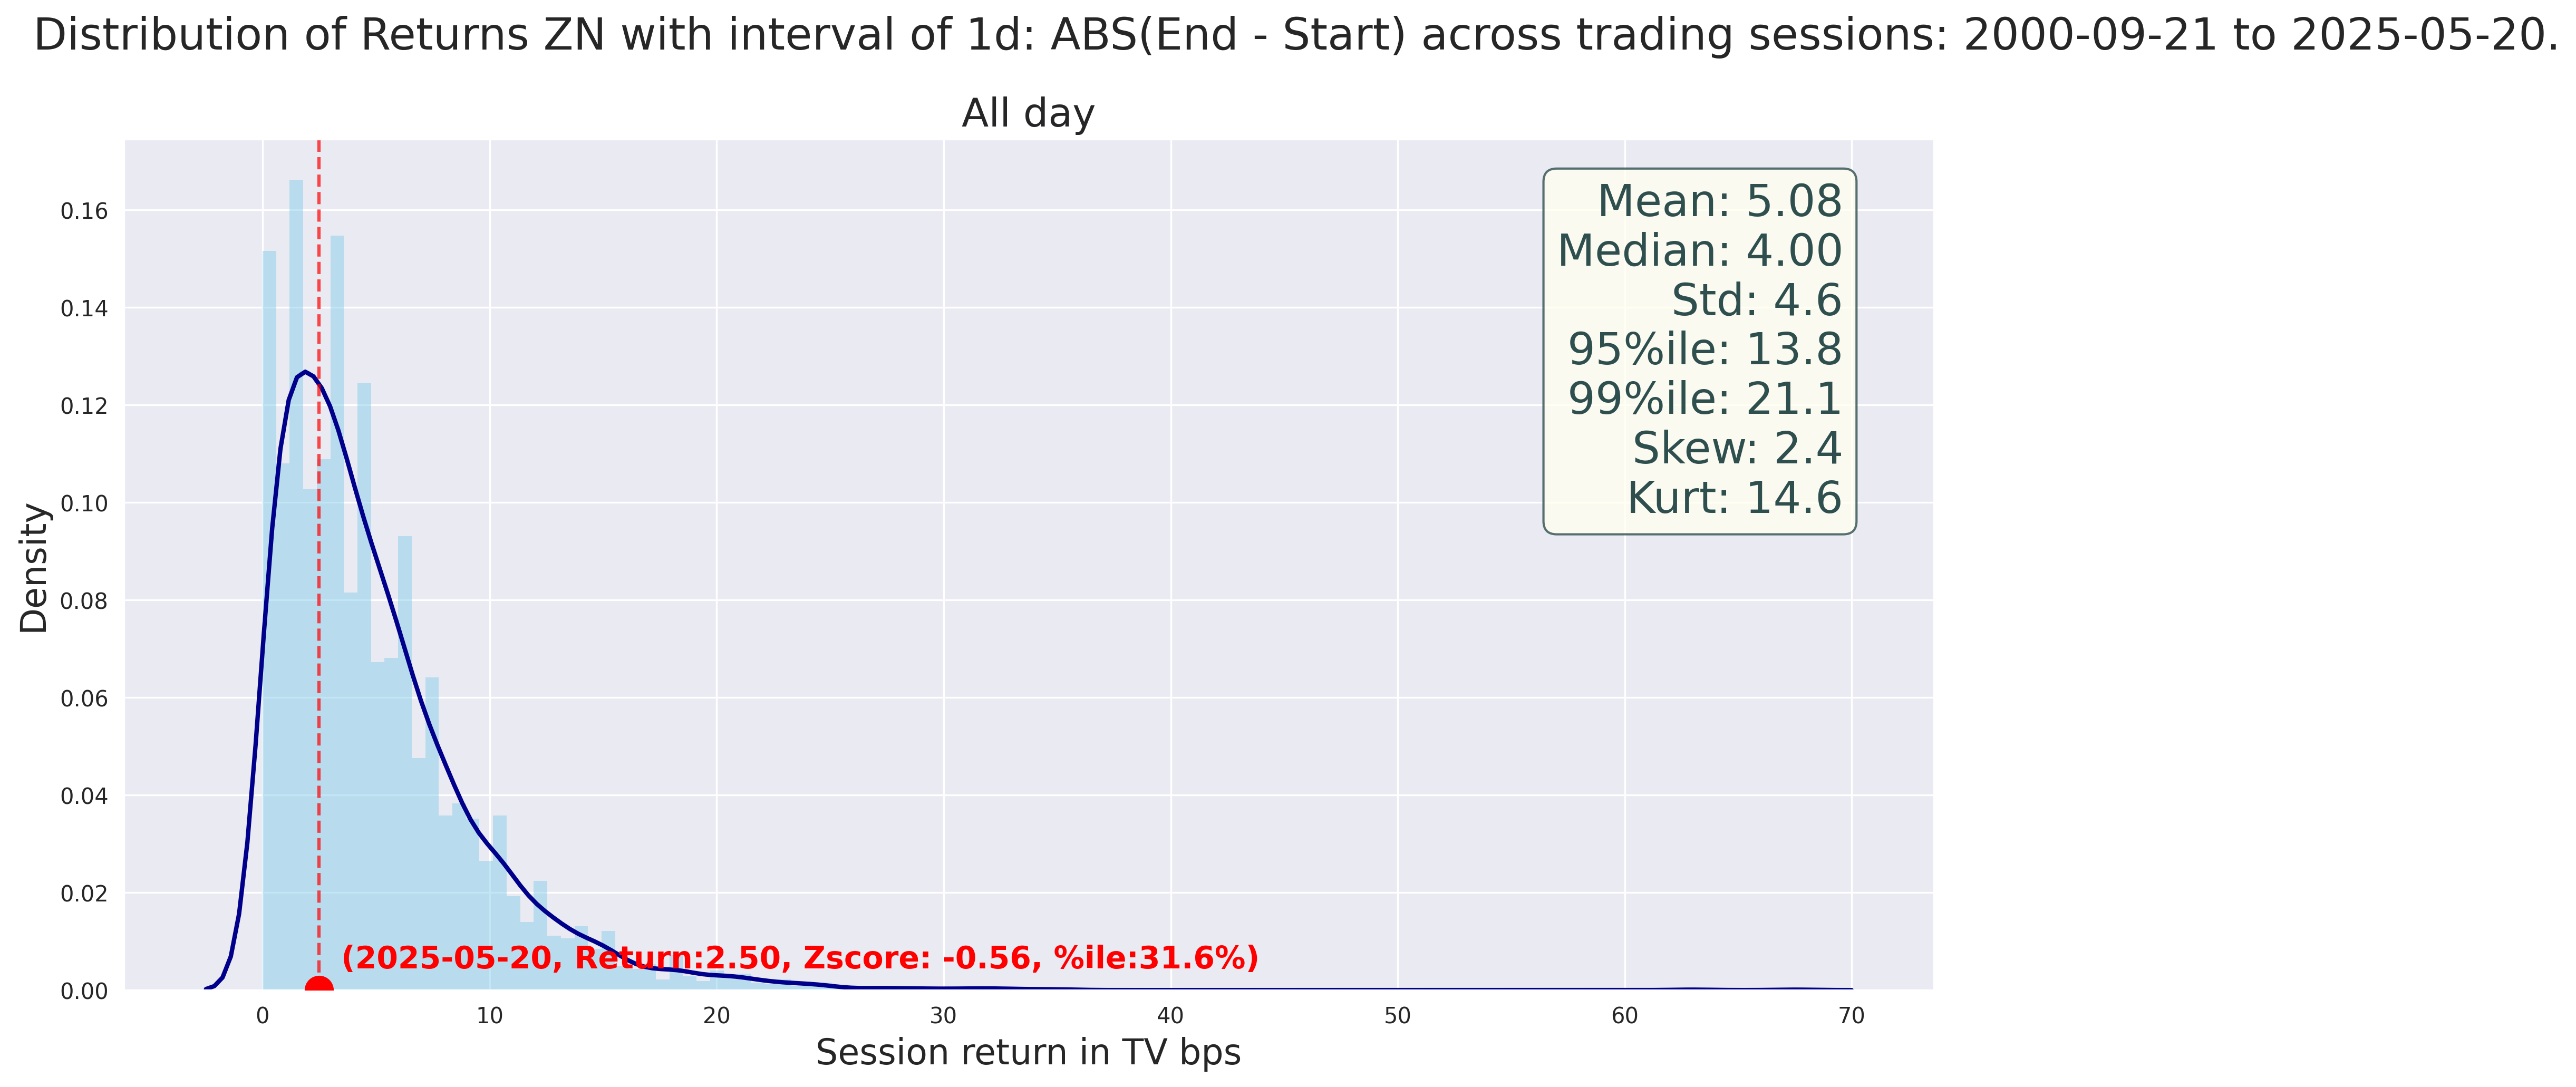 Distribution of Returns ZN with interval of 1d: ABS(End - Start) across trading sessions: 2000-09-21 to 2025-05-20.
All day
Mean: 5.08
Median: 4.00
Std: 4.6
95%ile: 13.8
99%ile: 21.1
Skew: 2.4
Kurt: 14.6
Density
0.16
0.14
0.12
0.10
0.08
0.06
0.04
0.02
0.00
(2025-05-20, Return:2.50, Zscore: -0.56, %ile:31.6%)
0 10 20 30 40 50 60 70
Session return in TV bps